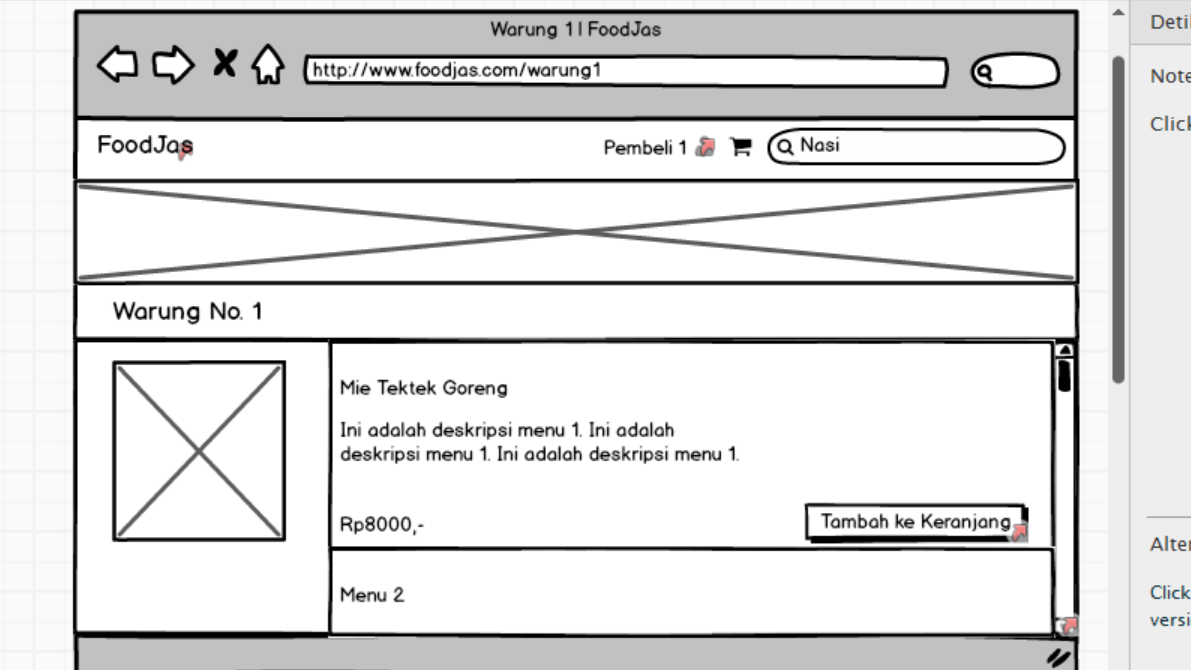 Warung 1 | FoodJas
http://www.foodjas.com/warung1
FoodJas
Pembeli 1
Nasi
Warung No. 1
Mie Tektek Goreng
Ini adalah deskripsi menu 1. Ini adalah
deskripsi menu 1. Ini adalah deskripsi menu 1.
Rp8000,-
Tambah ke Keranjang
Menu 2
Deti
Note
Click
Alter
Click
versi